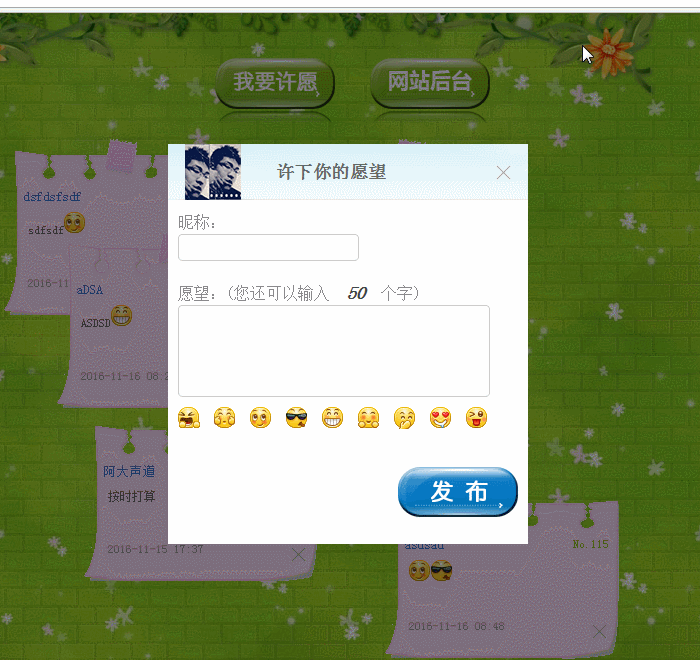 我要许愿 网站后台
许下你的愿望
昵称：
愿望：（您还可以输入 50 个字）
发 布
dsfdsfsdf
sdfsdf
2016-11
aDSA
ASDSD
2016-11-16 08:2
阿大声道
按时打算
2016-11-15 17:37
asdsad
No.115
2016-11-16 08:48